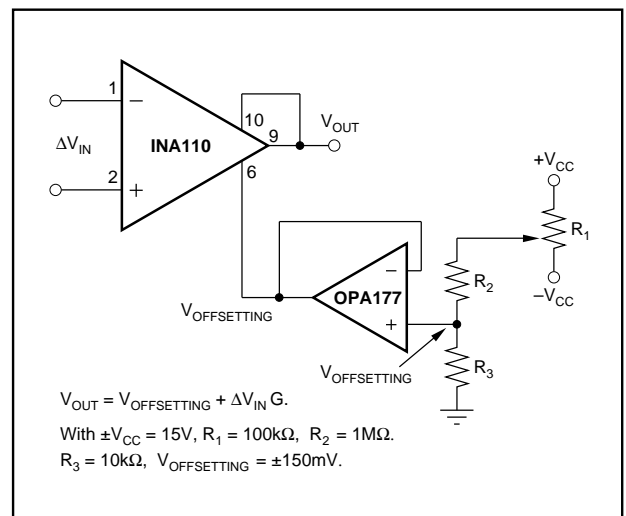 1
−
ΔV_IN
INA110
10
9
V_OUT
2
+
6
+V_CC
R_1
−V_CC
−
OPA177
+
R_2
V_OFFSETTING
V_OFFSETTING
R_3
V_OUT = V_OFFSETTING + ΔV_IN G.
With ±V_CC = 15V, R_1 = 100kΩ, R_2 = 1MΩ.
R_3 = 10kΩ, V_OFFSETTING = ±150mV.